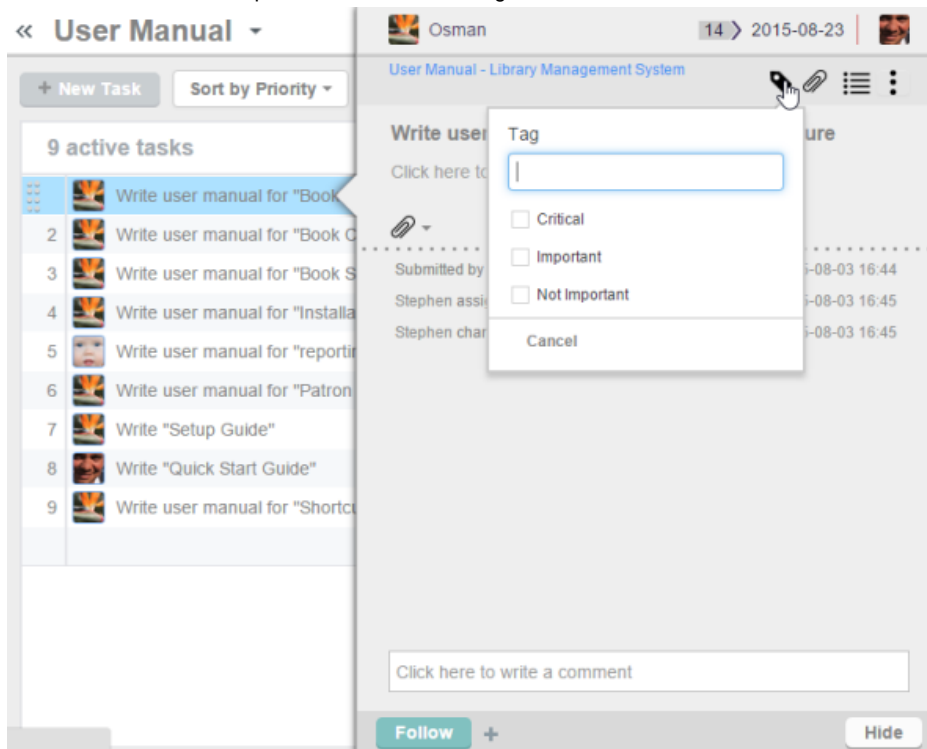 « User Manual
+ New Task Sort by Priority
9 active tasks
Write user manual for "Book
2 Write user manual for "Book C
3 Write user manual for "Book S
4 Write user manual for "Installa
5 Write user manual for "reportin
6 Write user manual for "Patron
7 Write "Setup Guide"
8 Write "Quick Start Guide"
9 Write user manual for "Shortcu
Osman 14 2015-08-23
User Manual - Library Management System
Write user ure
Click here to
Tag
Critical
Important
Not Important
Cancel
Submitted by -08-03 16:44
Stephen assi -08-03 16:45
Stephen char -08-03 16:45
Click here to write a comment
Follow + Hide